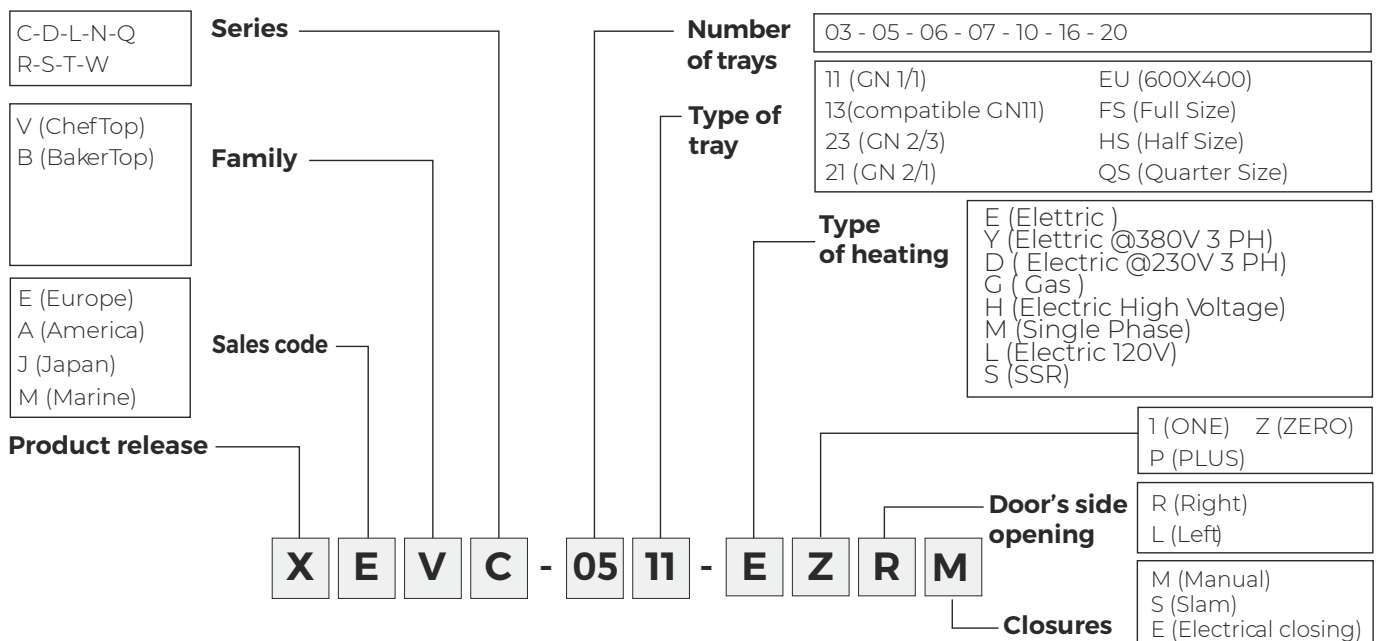 C-D-L-N-Q
R-S-T-W
Series
Number
of trays
03 - 05 - 06 - 07 - 10 - 16 - 20
V (ChefTop)
B (BakerTop)
Family
Type of
tray
11 (GN 1/1)
13(compatible GN11)
23 (GN 2/3)
21 (GN 2/1)
EU (600X400)
FS (Full Size)
HS (Half Size)
QS (Quarter Size)
Type
of heating
E (Elettric )
Y (Elettric @380V 3 PH)
D ( Electric @230V 3 PH)
G ( Gas )
H (Electric High Voltage)
M (Single Phase)
L (Electric 120V)
S (SSR)
E (Europe)
A (America)
J (Japan)
M (Marine)
Sales code
Product release
1 (ONE) Z (ZERO)
P (PLUS)
Door's side
opening
R (Right)
L (Left)
X E V C - 05 11 - E Z R M
Closures
M (Manual)
S (Slam)
E (Electrical closing)